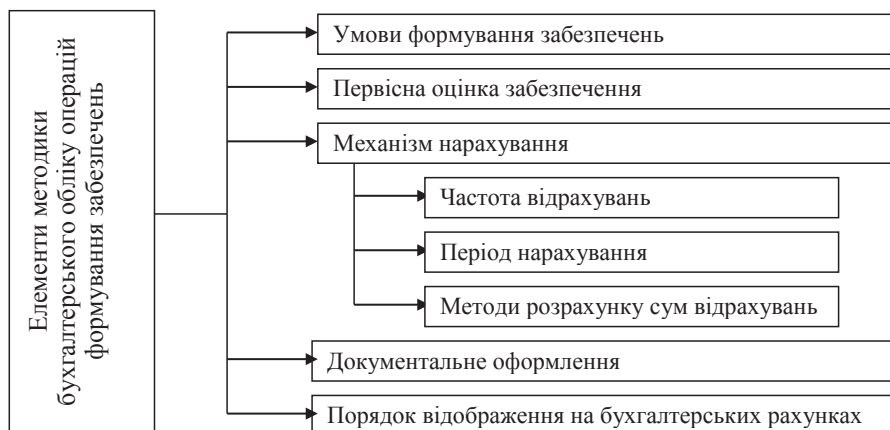 Елементи методики
бухгалтерського обліку операцій
формування забезпечень
Умови формування забезпечень
Первісна оцінка забезпечення
Механізм нарахування
Частота відрахувань
Період нарахування
Методи розрахунку сум відрахувань
Документальне оформлення
Порядок відображення на бухгалтерських рахунках